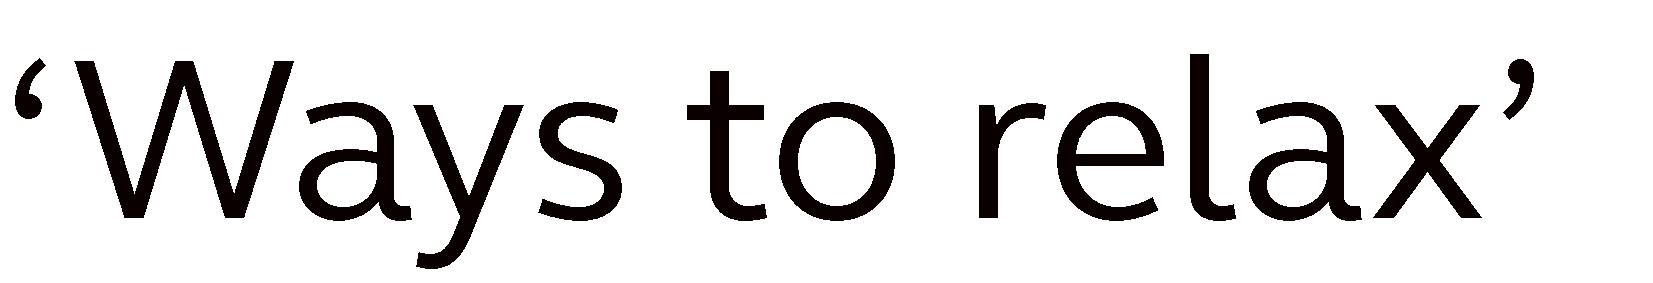 ‘Ways to relax’